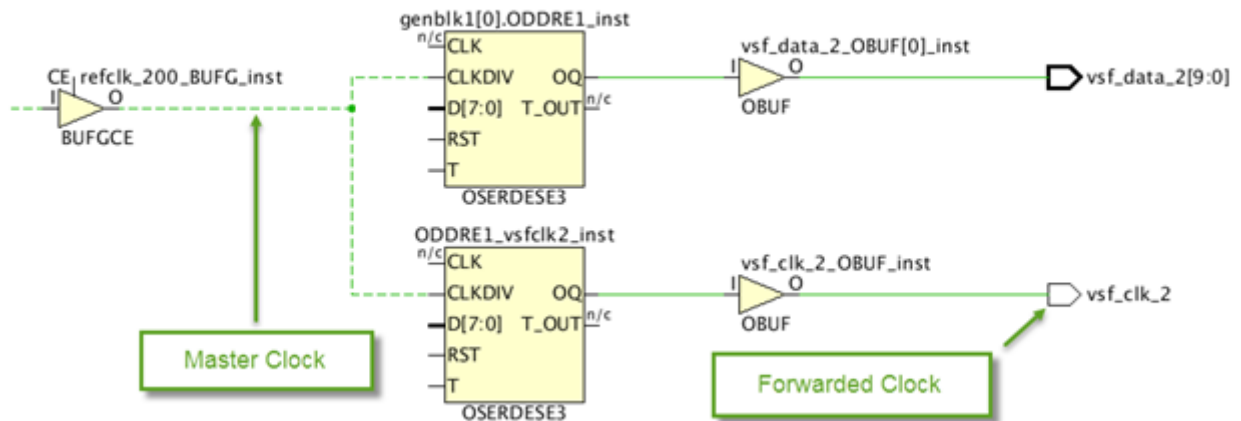 genblk1[0].ODDRE1_inst
n/c
CLK
CLKDIV
OQ
D[7:0]
T_OUT
n/c
RST
T
OSERDESE3
vsf_data_2_OBUF[0]_inst
I
O
OBUF
vsf_data_2[9:0]
CE
refclk_200_BUFG_inst
I
O
BUFGCE
ODDRE1_vsfclk2_inst
n/c
CLK
CLKDIV
OQ
D[7:0]
T_OUT
n/c
RST
T
OSERDESE3
vsf_clk_2_OBUF_inst
I
O
OBUF
vsf_clk_2
Master Clock
Forwarded Clock